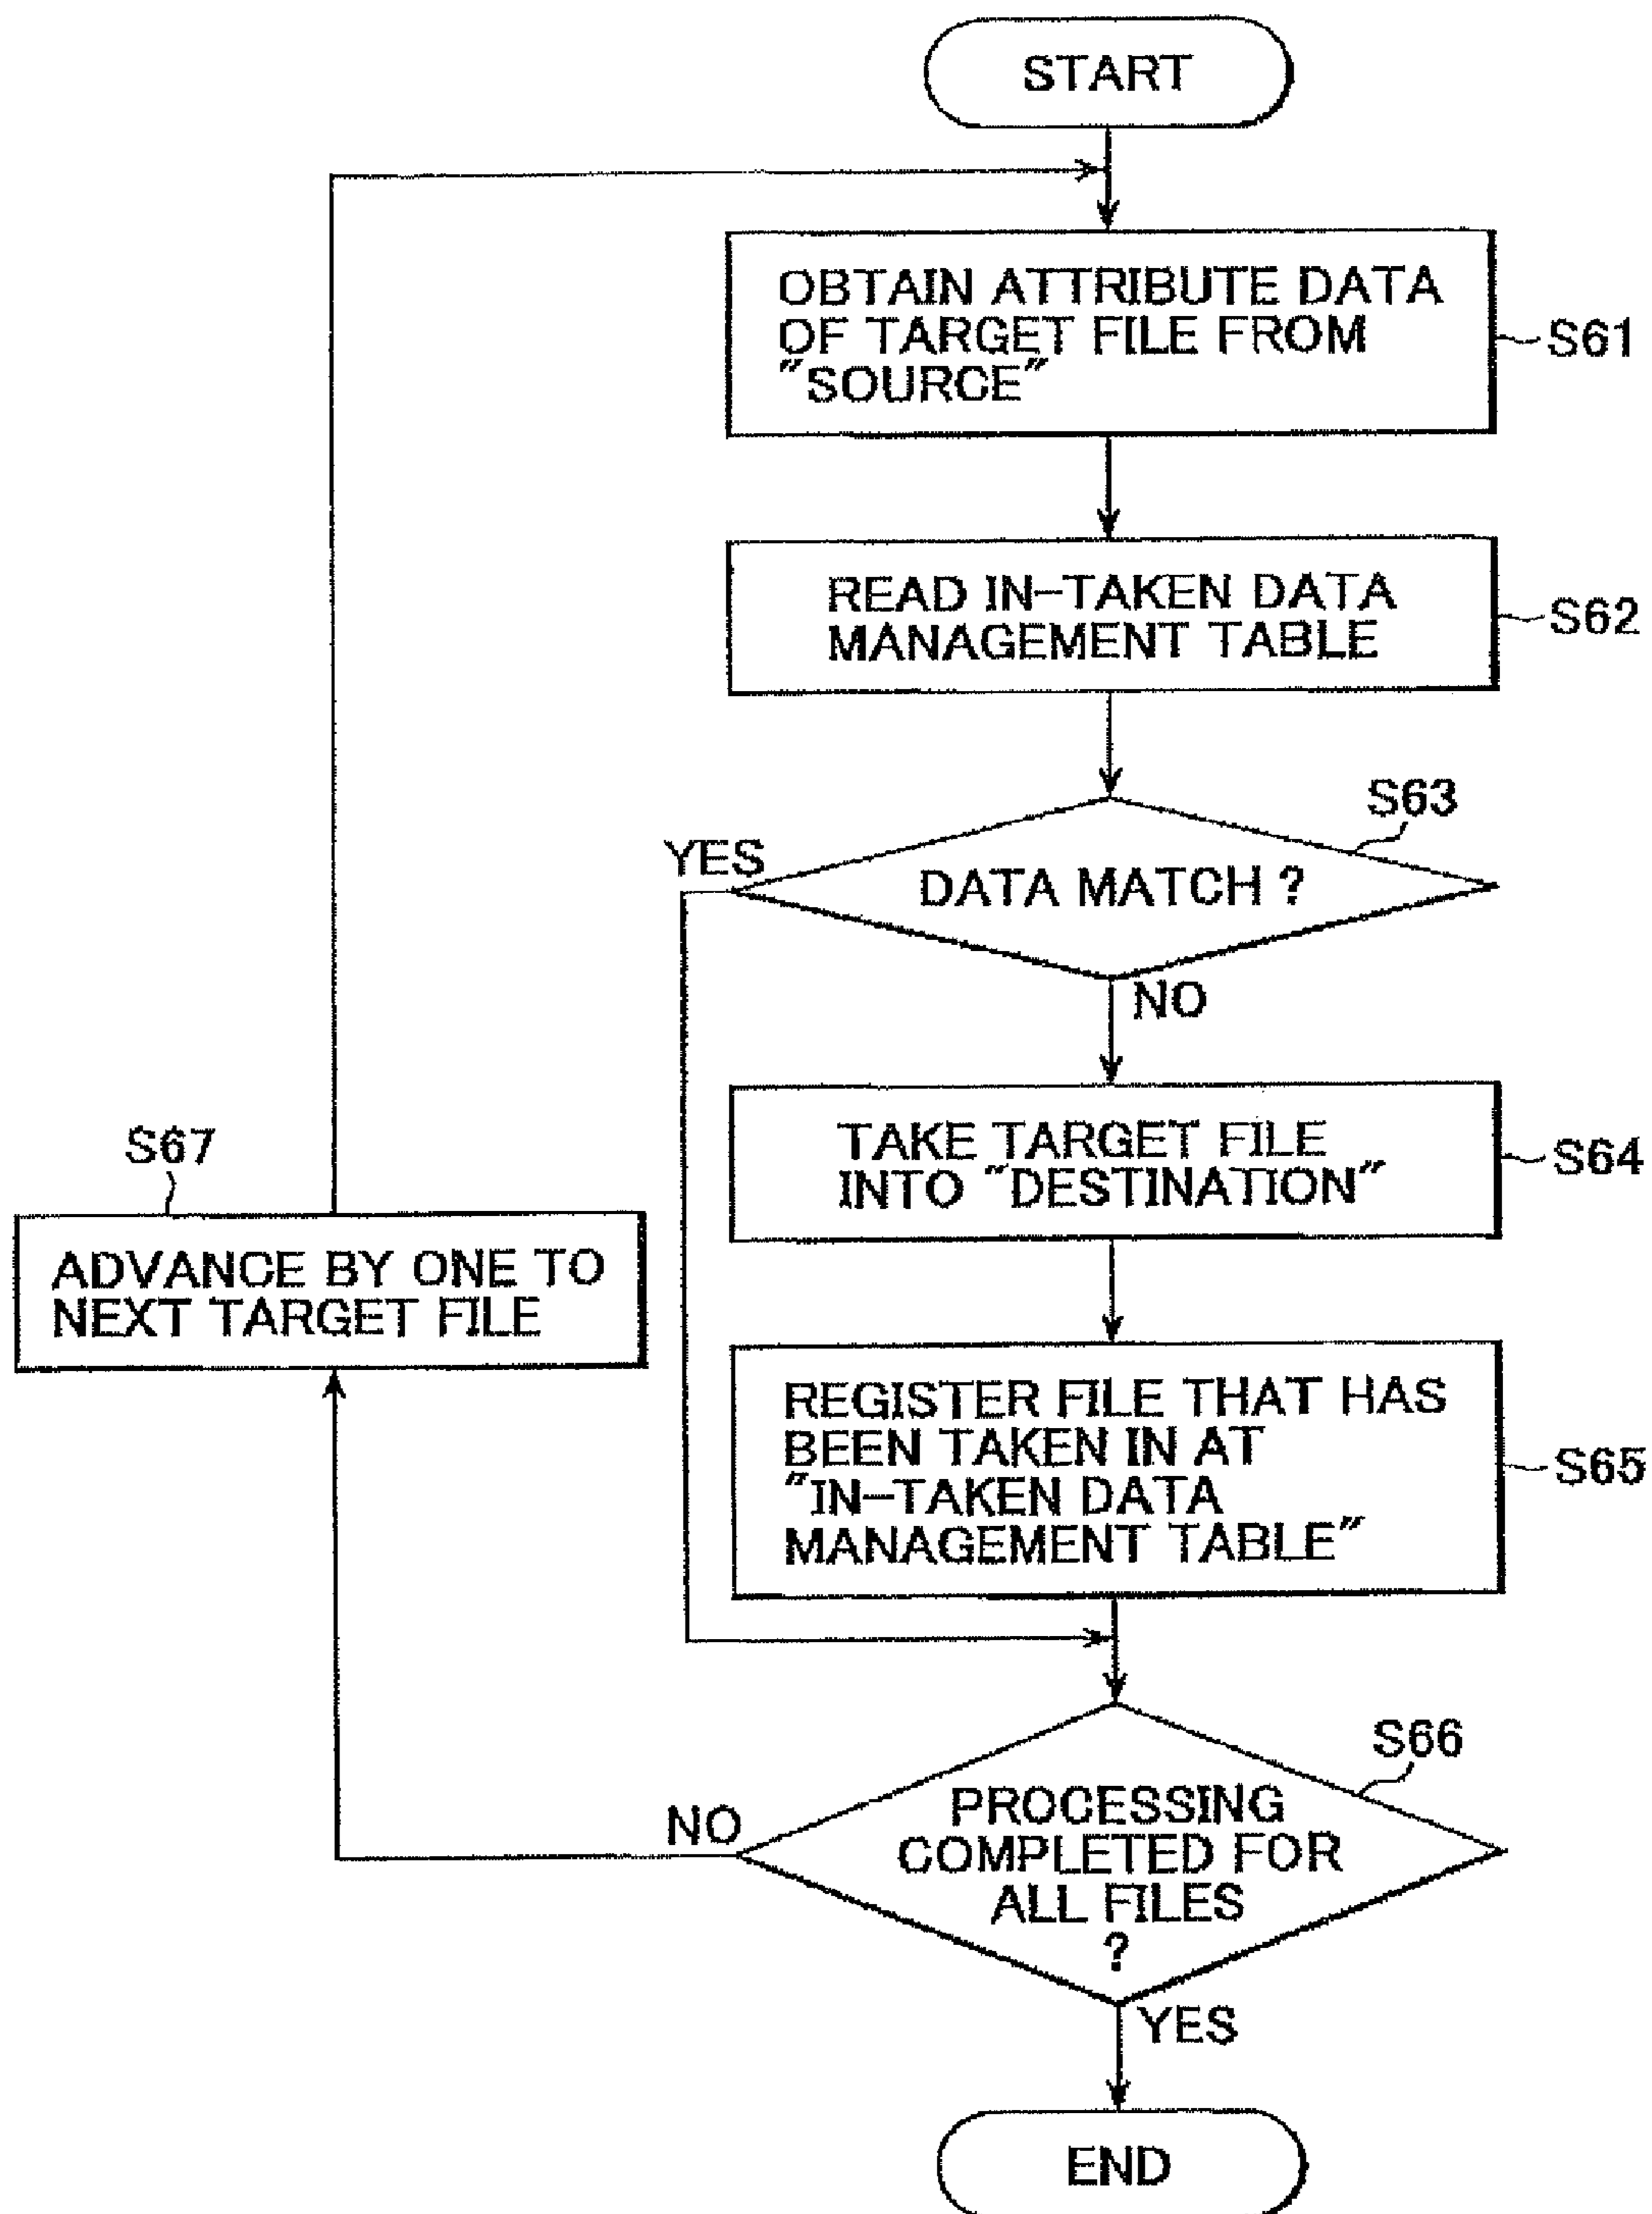 START
OBTAIN ATTRIBUTE DATA
OF TARGET FILE FROM
"SOURCE"
S61
READ IN-TAKEN DATA
MANAGEMENT TABLE
S62
S63
YES
DATA MATCH ?
NO
TAKE TARGET FILE
INTO "DESTINATION"
S64
S67
ADVANCE BY ONE TO
NEXT TARGET FILE
REGISTER FILE THAT HAS
BEEN TAKEN IN AT
"IN-TAKEN DATA
MANAGEMENT TABLE"
S65
S66
NO
PROCESSING
COMPLETED FOR
ALL FILES
?
YES
END